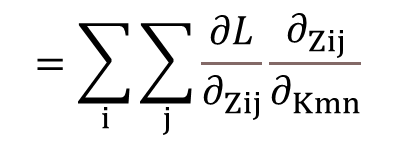 = ∑_i ∑_j ∂L/∂_Zij ∂_Zij/∂_Kmn